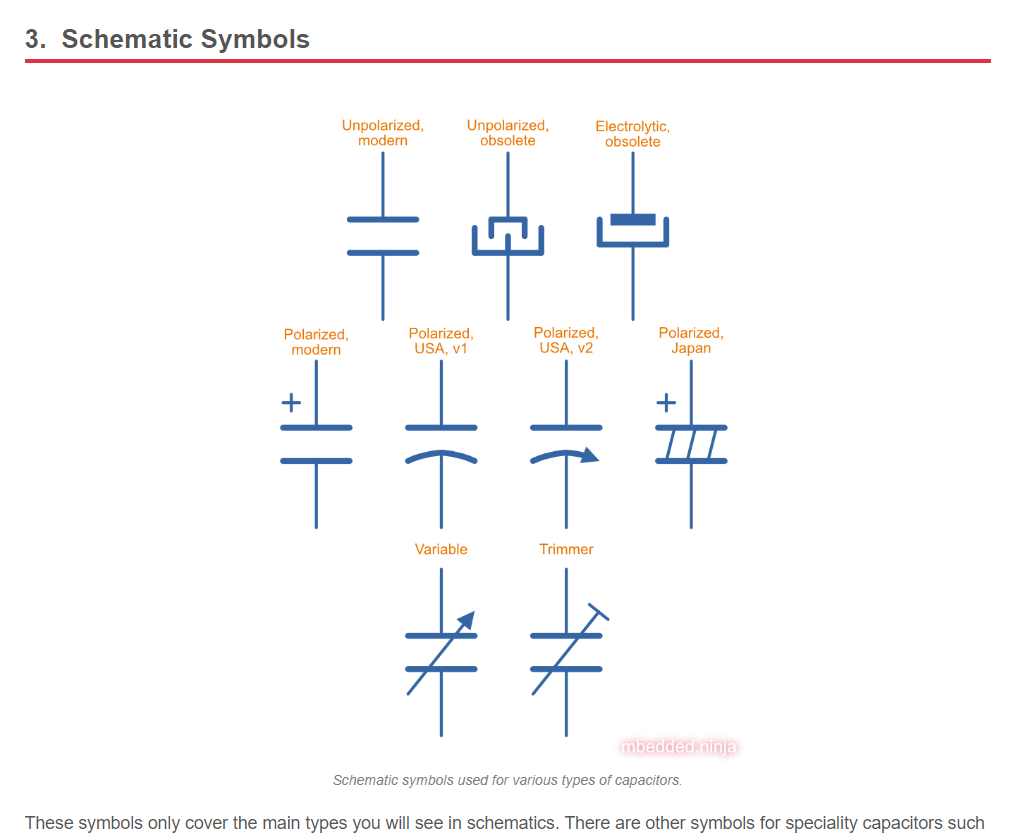 3. Schematic Symbols
Unpolarized,
modern
Unpolarized,
obsolete
Electrolytic,
obsolete
Polarized,
modern
+
Polarized,
USA, v1
Polarized,
USA, v2
Polarized,
Japan
+
Variable
Trimmer
mbedded.ninja
Schematic symbols used for various types of capacitors.
These symbols only cover the main types you will see in schematics. There are other symbols for speciality capacitors such